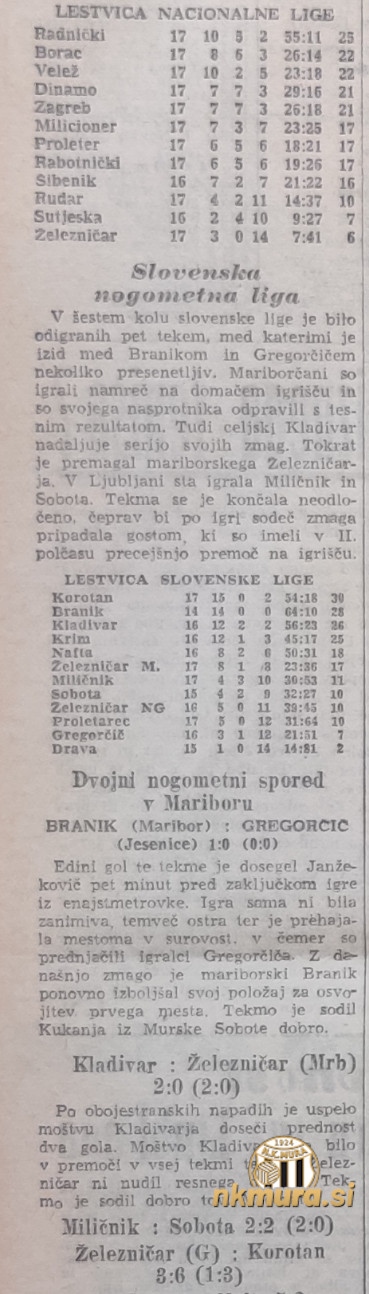 LESTVICA NACIONALNE LIGE
Radnički 17 10 5 2 55:11 25
Borac 17 8 6 3 26:14 22
Velež 17 10 2 5 23:18 22
Dinamo 17 7 7 3 29:16 21
Zagreb 17 7 7 3 26:18 21
Milicioner 17 7 3 7 23:25 17
Proleter 17 6 5 6 18:21 17
Rabotnički 17 6 5 6 19:26 17
Šibenik 16 7 2 7 21:22 16
Rudar 17 4 2 11 14:37 10
Sutjeska 16 2 4 10 9:27 7
Železničar 17 3 0 14 7:41 6
Slovenska
nogometna liga
V šestem kolu slovenske lige je bilo
odigranih pet tekem, med katerimi je
izid med Branikom in Gregorčičem
nekoliko presenetljiv. Mariborčani so
igrali namreč na domačem igrišču in
so svojega nasprotnika odpravili s tes-
nim rezultatom. Tudi celjski Kladivar
nadaljuje serijo svojih zmag. Tokrat
je premagal mariborskega Železničar-
ja. V Ljubljani sta igrala Miličnik in
Sobota. Tekma se je končala neodlo-
čeno, čeprav bi po igri sodeč zmaga
pripadala gostom, ki so imeli v II.
polčasu precejšnjo premoč na igrišču.
LESTVICA SLOVENSKE LIGE
Korotan 17 15 0 2 54:18 30
Branik 14 14 0 0 64:10 28
Kladivar 16 12 2 2 56:23 26
Krim 16 12 1 3 45:17 25
Nafta 16 8 2 6 50:31 18
Železničar M. 17 8 1 8 23:36 17
Miličnik 17 4 3 10 30:53 11
Sobota 15 4 2 9 32:27 10
Železničar NG 16 5 0 11 39:45 10
Proletarec 17 5 0 12 31:64 10
Gregorčič 16 3 1 12 21:51 7
Drava 15 1 0 14 14:81 2
Dvojni nogometni spored
v Mariboru
BRANIK (Maribor) : GREGORČIČ
(Jesenice) 1:0 (0:0)
Edini gol te tekme je dosegel Janže-
kovič pet minut pred zaključkom igre
iz enajstmetrovke. Igra sama ni bila
zanimiva, temveč ostra ter je prehaja-
la mestoma v surovost, v čemer so
prednjačili igralci Gregorčiča. Z da-
našnjo zmago je mariborski Branik
ponovno izboljšal svoj položaj za osvo-
jitev prvega mesta. Tekmo je sodil
Kukanja iz Murske Sobote dobro.
Kladivar : Železničar (Mrb)
2:0 (2:0)
Po obojestranskih napadih je uspelo
moštvu Kladivarja doseči prednost
dva gola. Moštvo bilo
v premoči v vsej tekmi
ničar ni nudil resnega Tek-
mo je sodil dobro
1924
N.K. MURA
nkmura.si
Miličnik : Sobota 2:2 (2:0)
Železničar (G) : Korotan
3:6 (1:3)